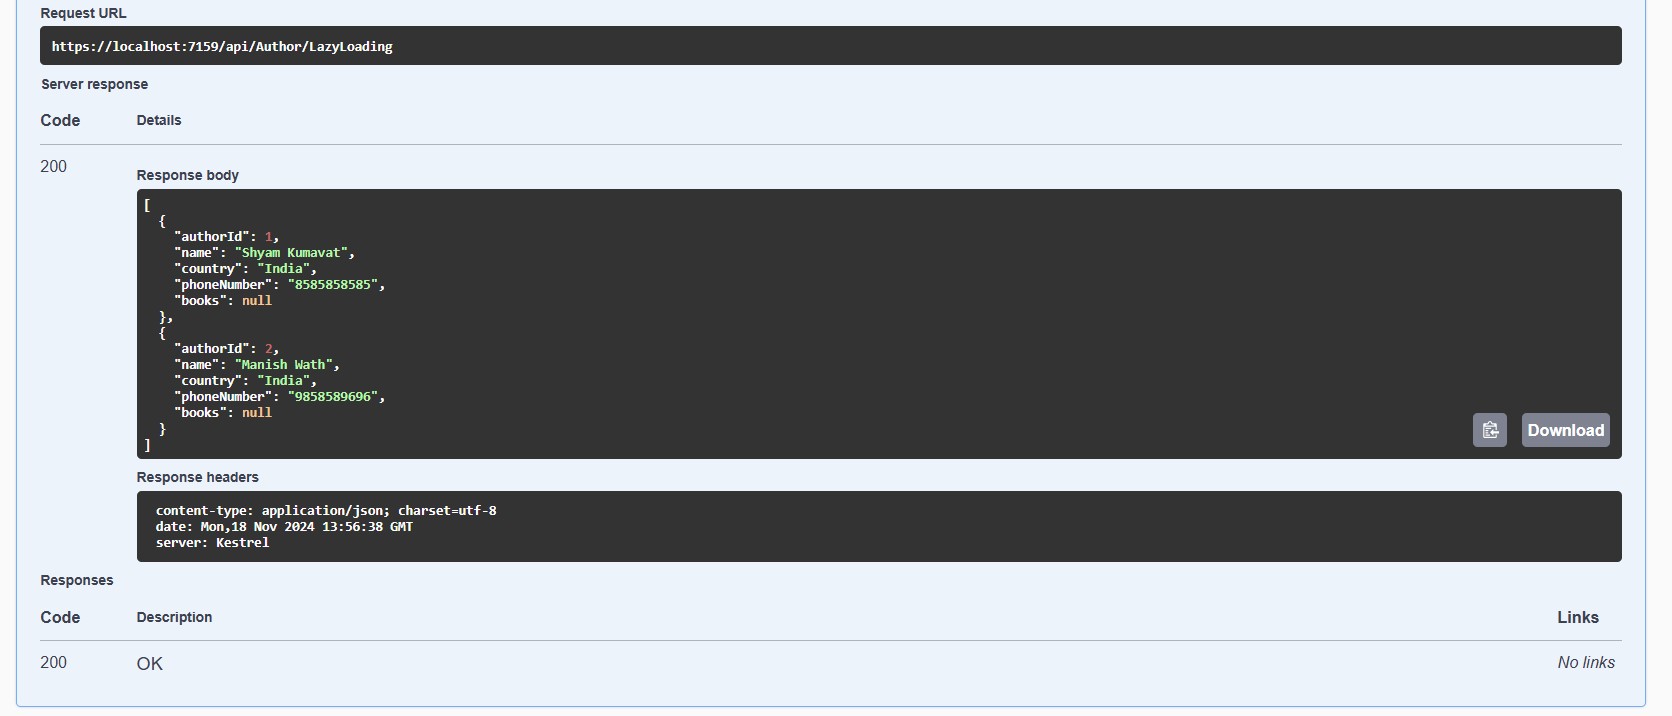 Request URL
https://localhost:7159/api/Author/LazyLoading
Server response
Code Details
200
Response body
[
  {
    "authorId": 1,
    "name": "Shyam Kumavat",
    "country": "India",
    "phoneNumber": "8585858585",
    "books": null
  },
  {
    "authorId": 2,
    "name": "Manish Wath",
    "country": "India",
    "phoneNumber": "9858589696",
    "books": null
  }
]
Download
Response headers
content-type: application/json; charset=utf-8
date: Mon,18 Nov 2024 13:56:38 GMT
server: Kestrel
Responses
Code Description Links
200 OK No links